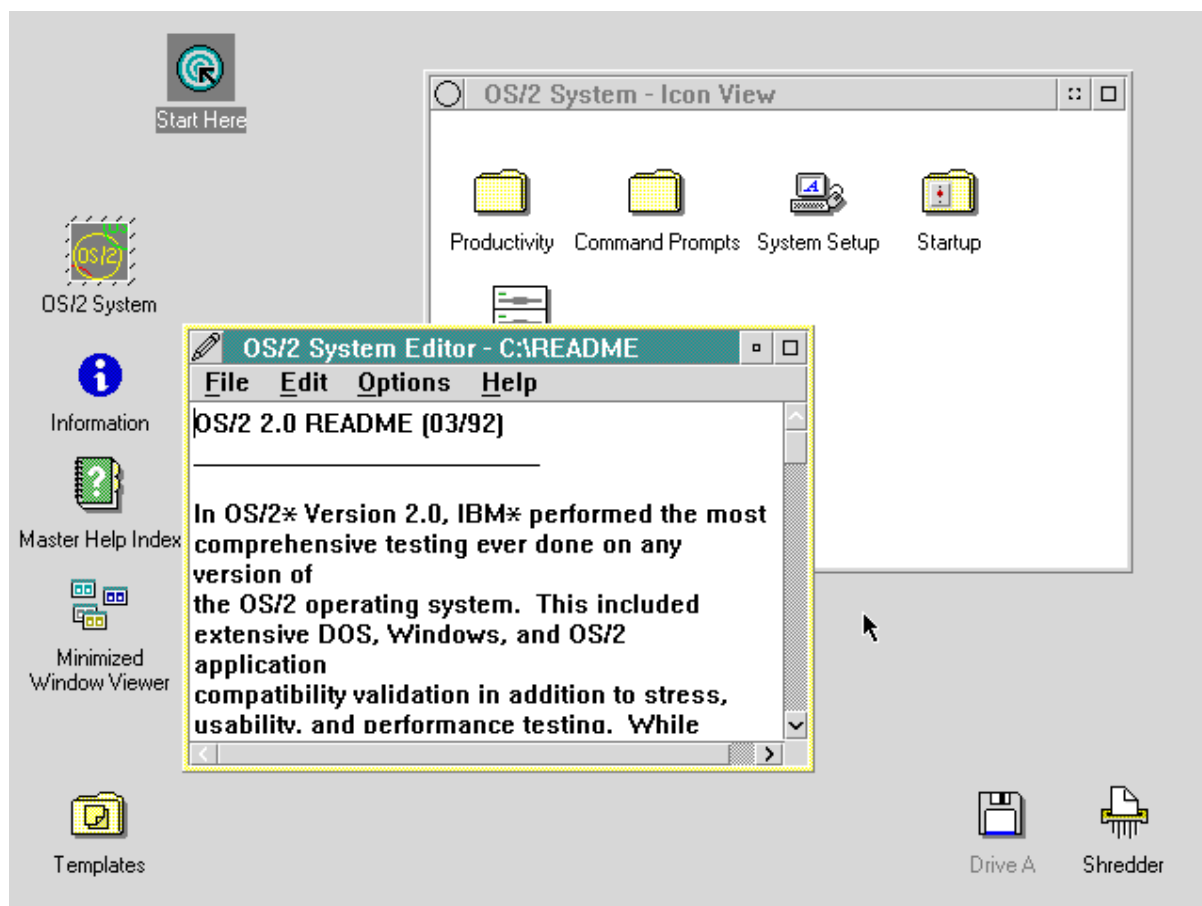 Start Here
OS/2 System - Icon View
Productivity
Command Prompts
System Setup
Startup
OS/2
OS/2 System
Information
Master Help Index
Minimized
Window Viewer
Templates
OS/2 System Editor - C:\README
File Edit Options Help
OS/2 2.0 README (03/92)
In OS/2* Version 2.0, IBM* performed the most
comprehensive testing ever done on any
version of
the OS/2 operating system. This included
extensive DOS, Windows, and OS/2
application
compatibility validation in addition to stress,
usability, and performance testing. While
Drive A
Shredder